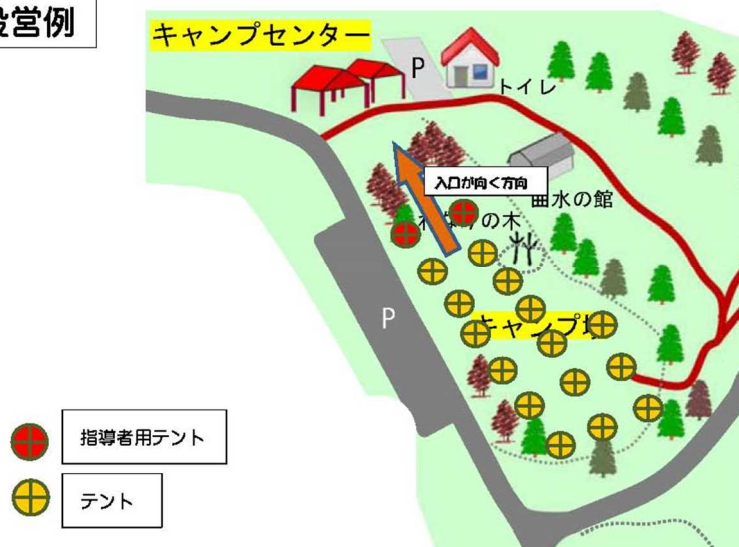 設営例
キャンプセンター
P
トイレ
入口が向く方向
曲水の館
の木
P
キャンプ場
指導者用テント
テント